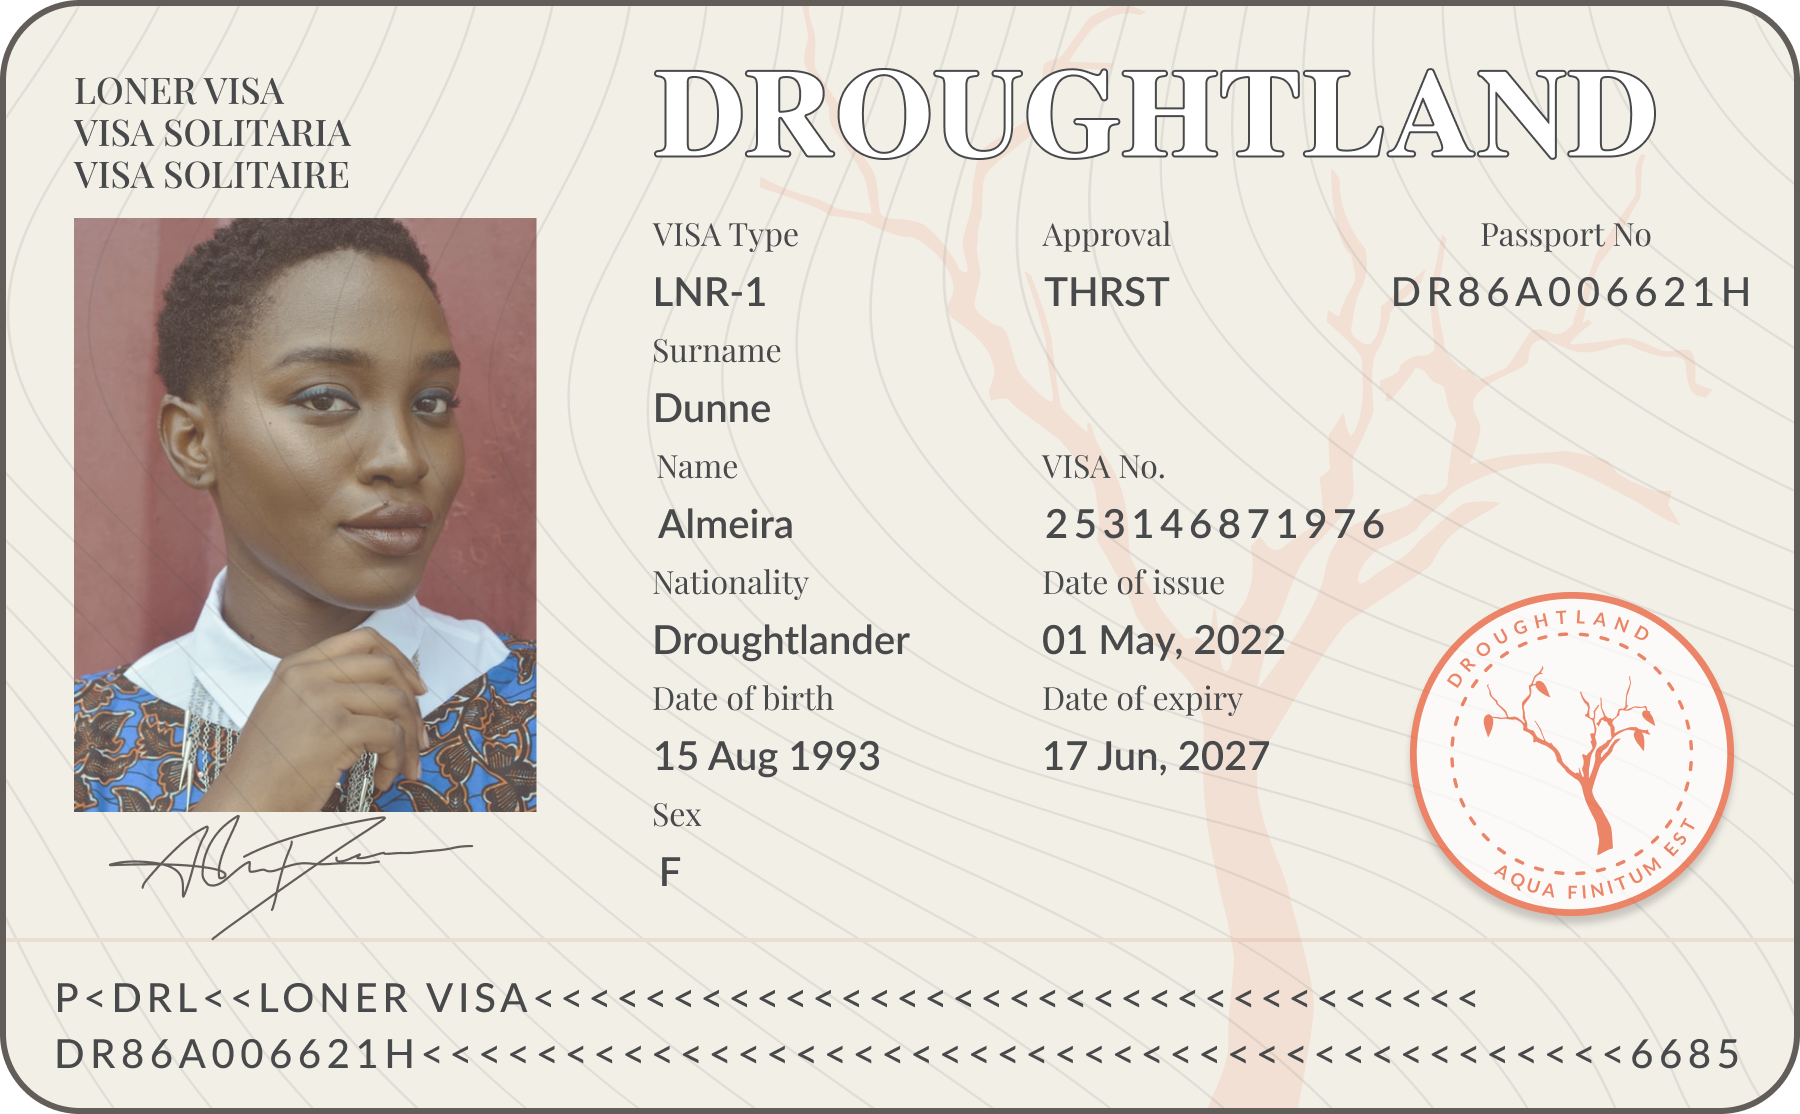 LONER VISA
VISA SOLITARIA
VISA SOLITAIRE
DROUGHTLAND
VISA Type
LNR-1
Approval
THRST
Passport No
DR86A006621H
Surname
Dunne
Name
Almeira
VISA No.
253146871976
Nationality
Droughtlander
Date of issue
01 May, 2022
Date of birth
15 Aug 1993
Date of expiry
17 Jun, 2027
Sex
F
DROUGHTLAND
AQUA FINITUM EST
P<DRL<<LONER VISA<<<<<<<<<<<<<<<<<<<<<<<<<<<<<<<<<
DR86A006621H<<<<<<<<<<<<<<<<<<<<<<<<<<<<<<<<<<<<<<<<<<6685